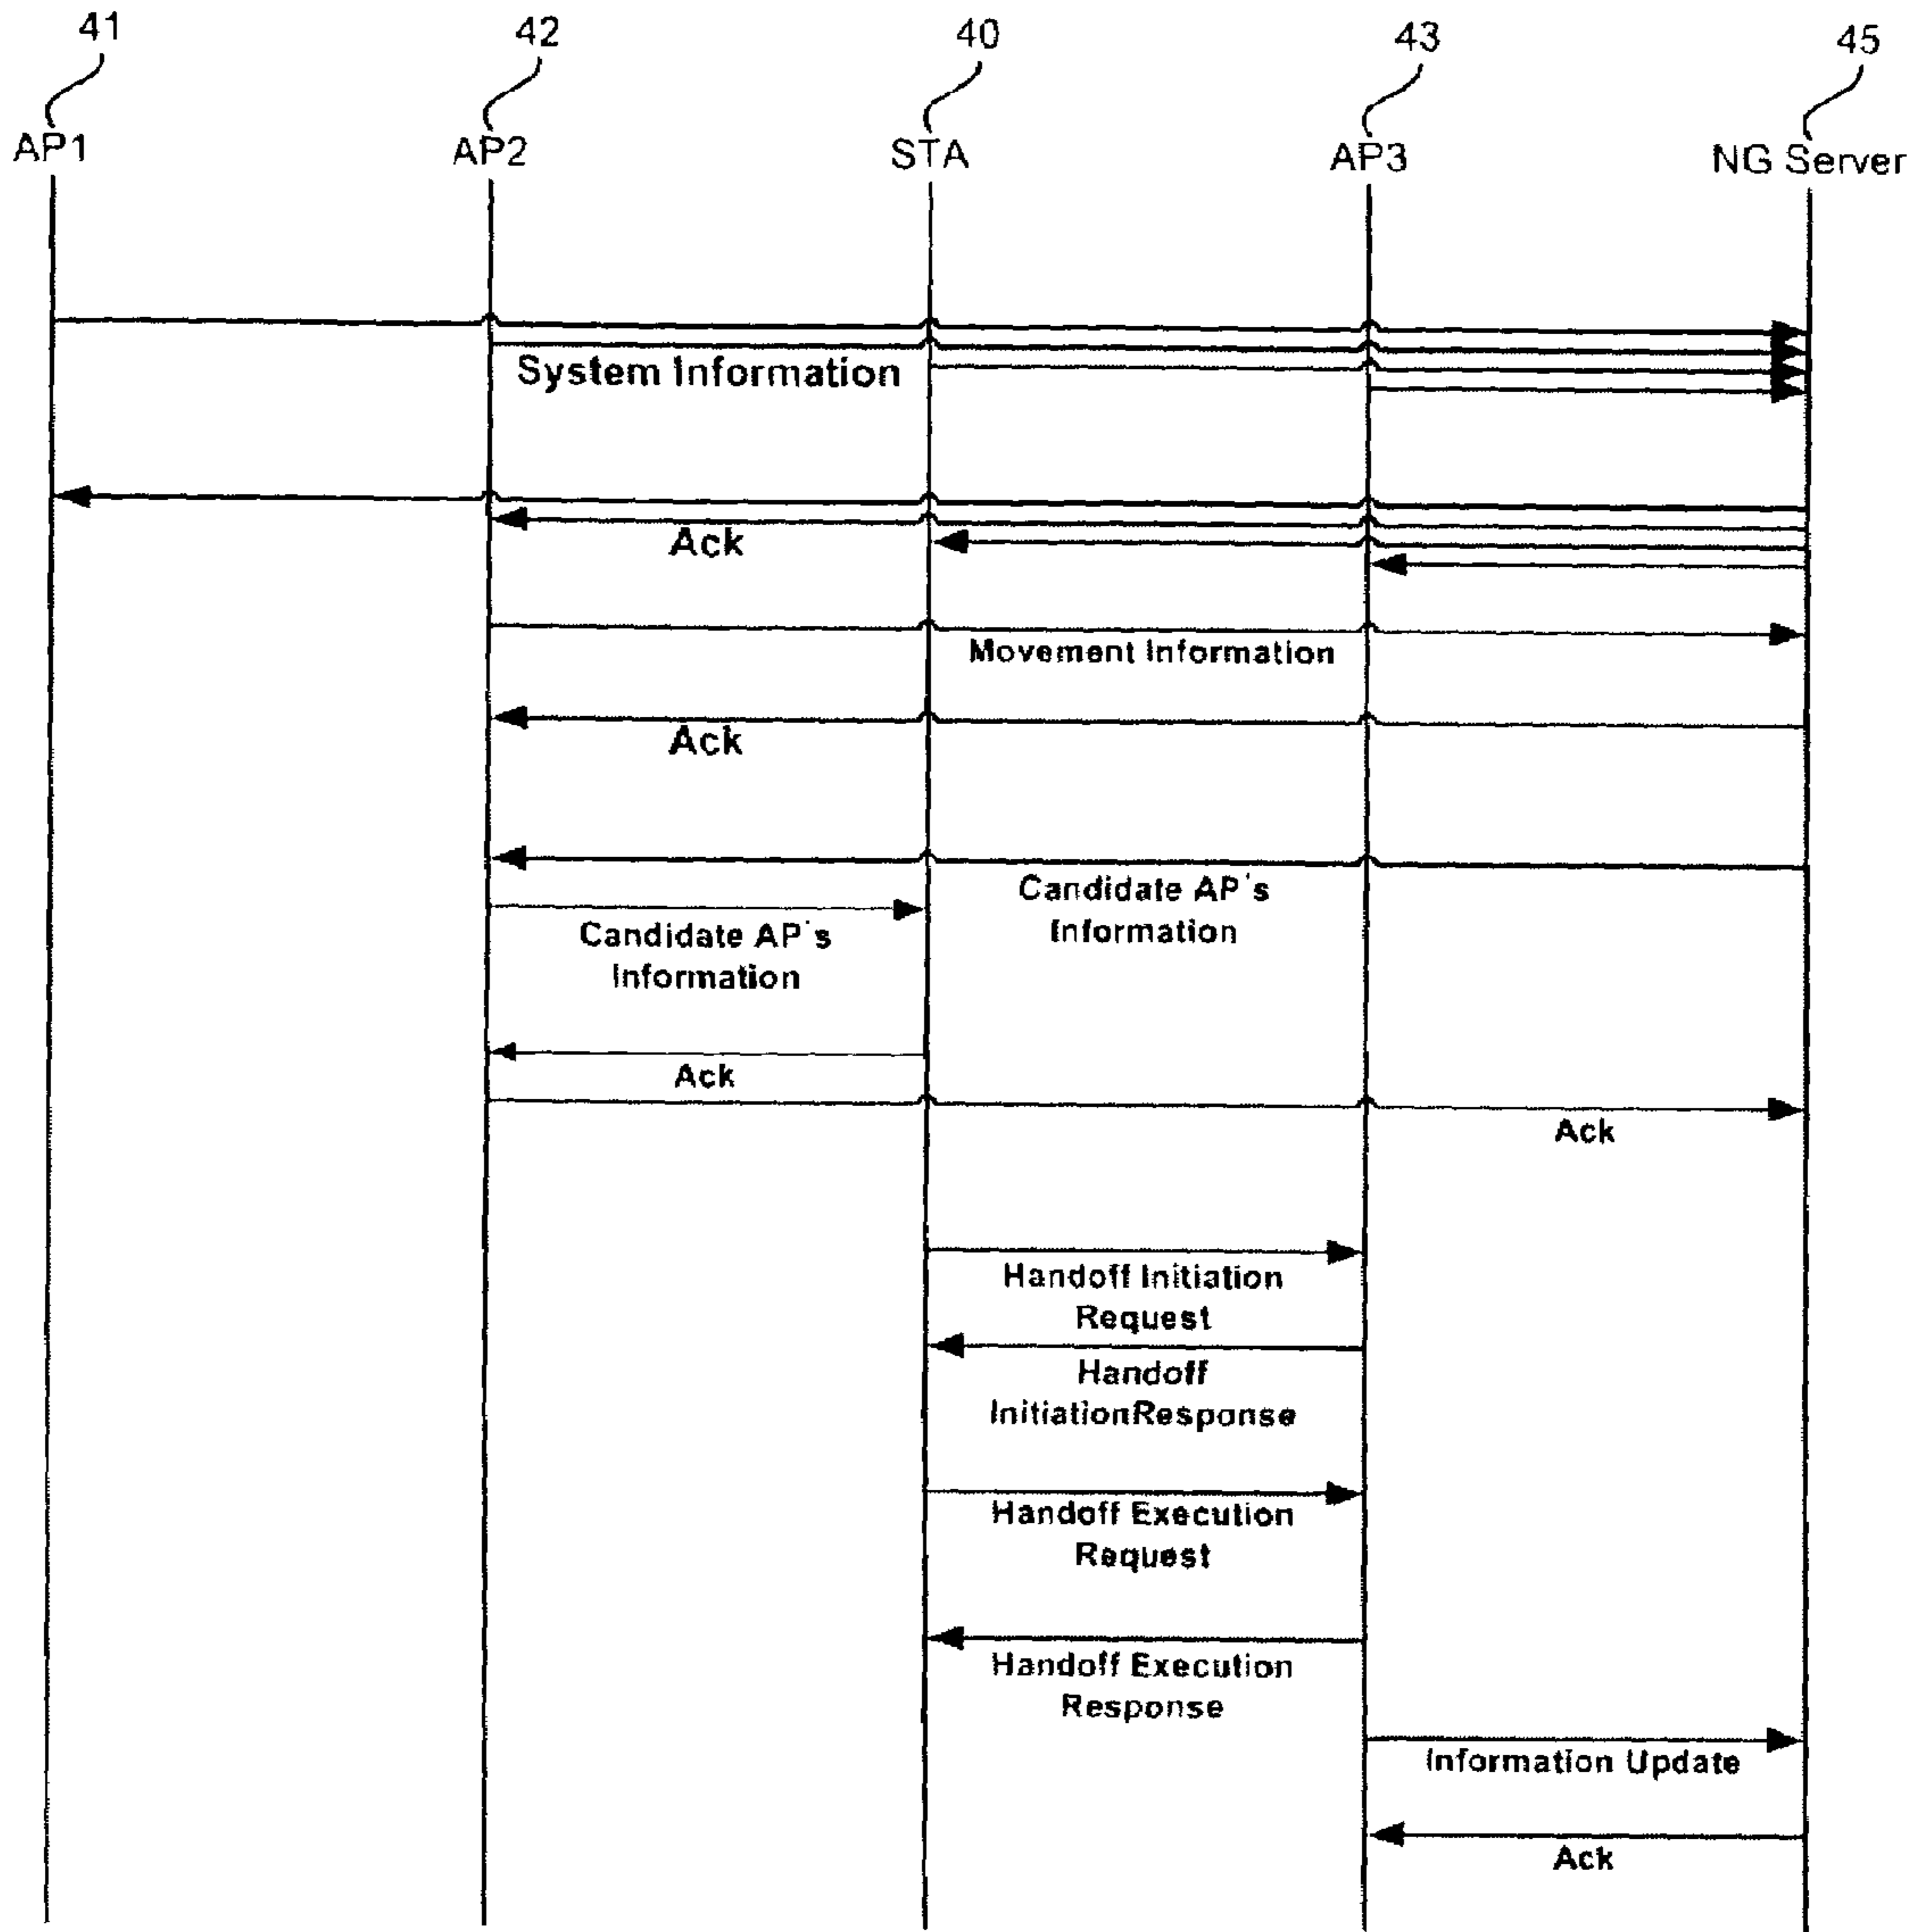 41 42 40 43 45
AP1 AP2 STA AP3 NG Server
System Information
Ack
Movement Information
Ack
Candidate AP's
Information
Candidate AP's
Information
Ack
Ack
Handoff Initiation
Request
Handoff
InitiationResponse
Handoff Execution
Request
Handoff Execution
Response
Information Update
Ack